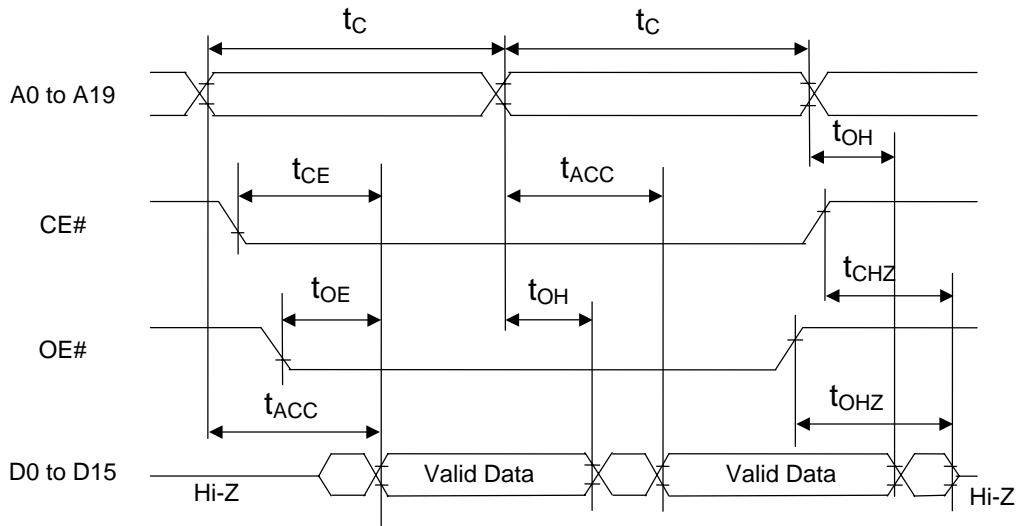 tC tC
A0 to A19
tOH
tCE tACC
CE#
tCHZ
tOE tOH
OE#
tACC tOHZ
D0 to D15 Valid Data Valid Data
Hi-Z Hi-Z